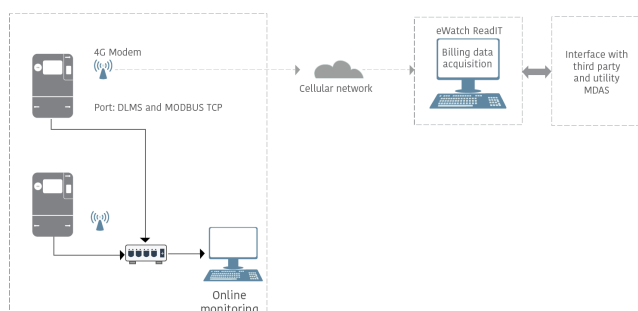 4G Modem
Port: DLMS and MODBUS TCP
Cellular network
eWatch ReadIT
Billing data
acquisition
Interface with
third party
and utility
MDAS
Online
monitoring